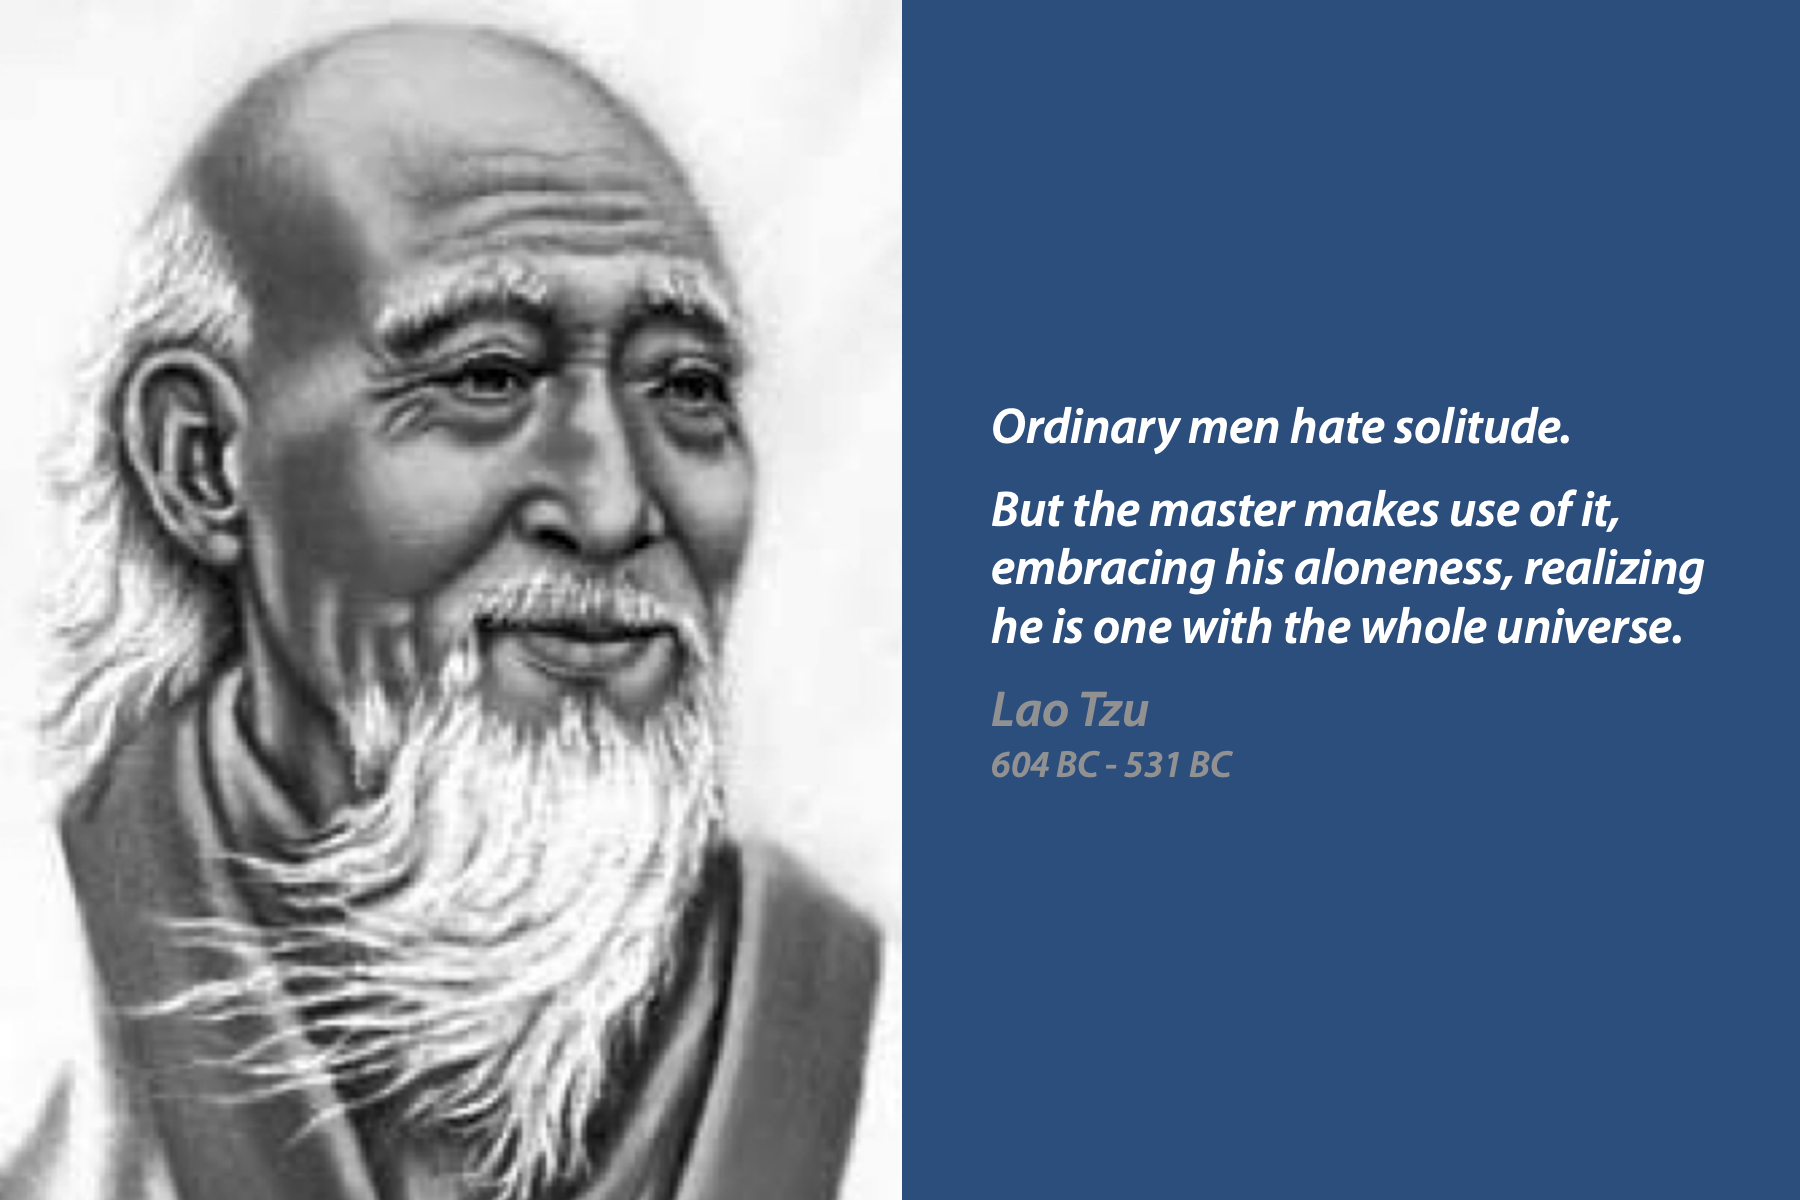 Ordinary men hate solitude.
But the master makes use of it,
embracing his aloneness, realizing
he is one with the whole universe.
Lao Tzu
604 BC - 531 BC